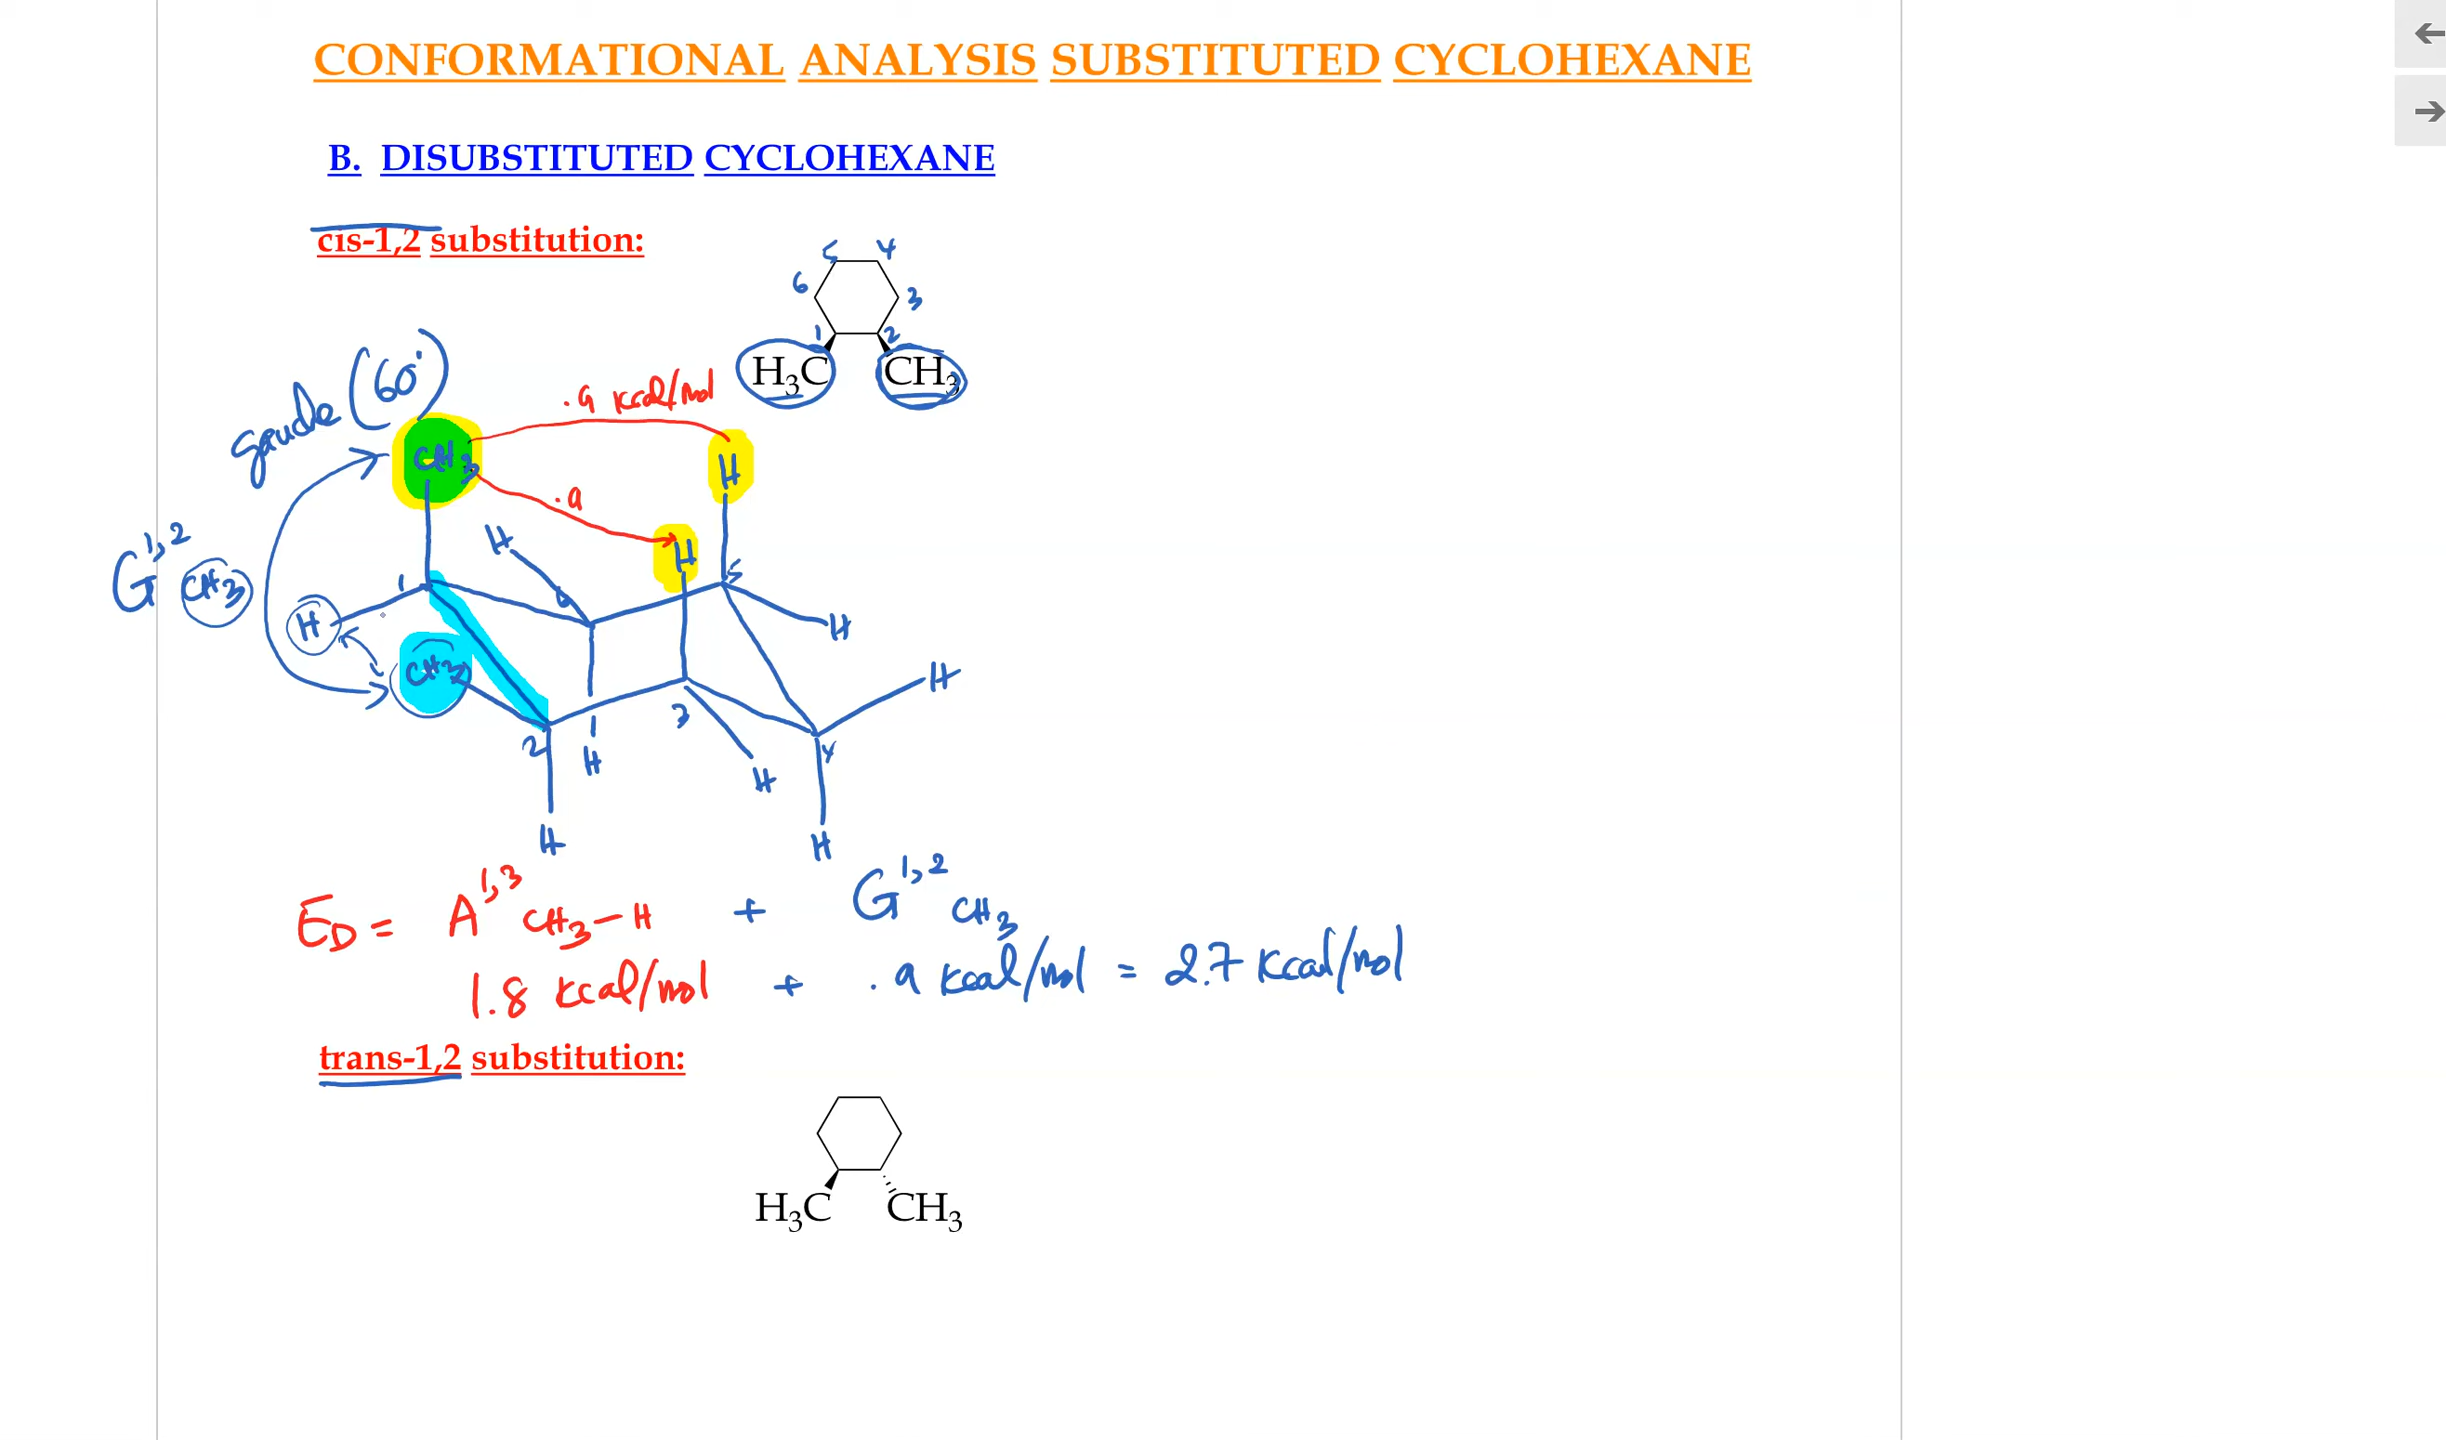 CONFORMATIONAL ANALYSIS SUBSTITUTED CYCLOHEXANE
B. DISUBSTITUTED CYCLOHEXANE
cis-1,2 substitution:
5 4
6 3
1 2
H₃C CH₃
gauche (60°)
.9 kcal/mol
CH₃ H
.9
H H
G¹,² CH₃
1 6 5
H H
CH₃ H
2 3 4
H H
H H
E_D = A¹,³ CH₃-H + G¹,² CH₃
1.8 kcal/mol + .9 kcal/mol = 2.7 kcal/mol
trans-1,2 substitution:
H₃C CH₃